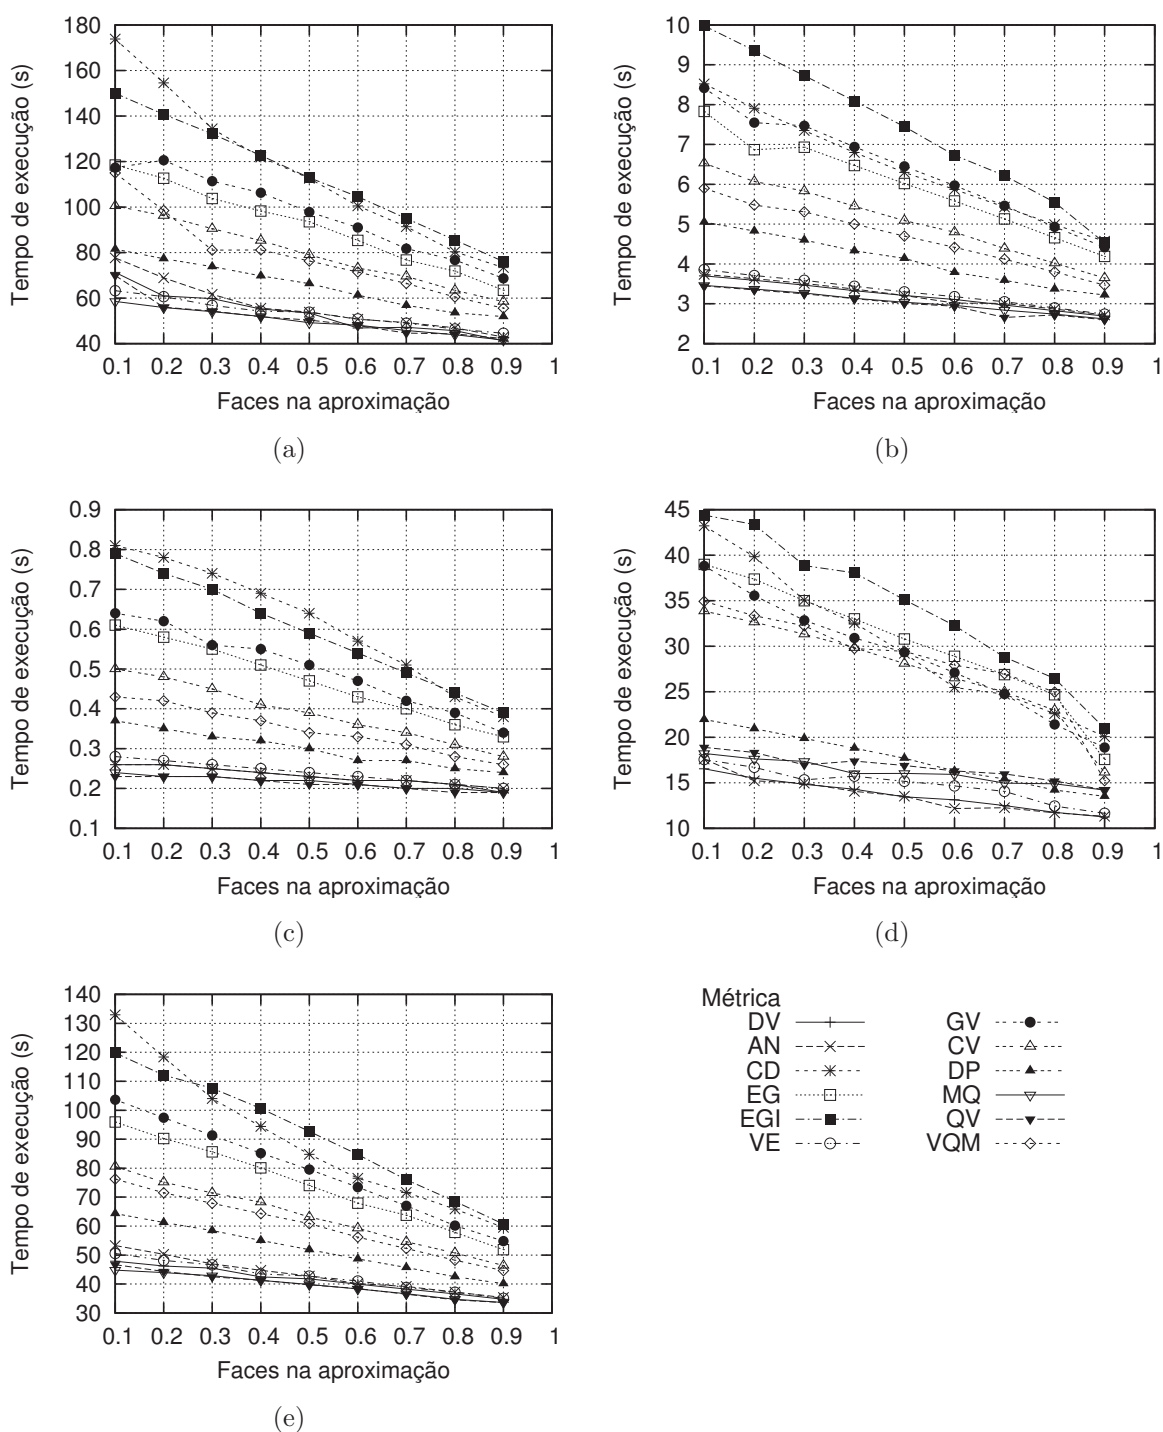 180
160
140
120
100
80
60
40
Tempo de execução (s)
0.1 0.2 0.3 0.4 0.5 0.6 0.7 0.8 0.9 1
Faces na aproximação
(a)
10
9
8
7
6
5
4
3
2
Tempo de execução (s)
0.1 0.2 0.3 0.4 0.5 0.6 0.7 0.8 0.9 1
Faces na aproximação
(b)
0.9
0.8
0.7
0.6
0.5
0.4
0.3
0.2
0.1
Tempo de execução (s)
0.1 0.2 0.3 0.4 0.5 0.6 0.7 0.8 0.9 1
Faces na aproximação
(c)
45
40
35
30
25
20
15
10
Tempo de execução (s)
0.1 0.2 0.3 0.4 0.5 0.6 0.7 0.8 0.9 1
Faces na aproximação
(d)
140
130
120
110
100
90
80
70
60
50
40
30
Tempo de execução (s)
0.1 0.2 0.3 0.4 0.5 0.6 0.7 0.8 0.9 1
Faces na aproximação
(e)
Métrica
DV
AN
CD
EG
EGI
VE
GV
CV
DP
MQ
QV
VQM